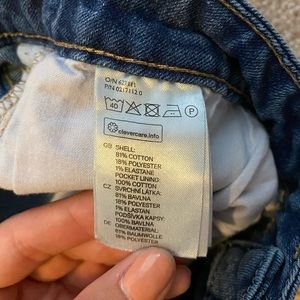 P/N 0217112 0
40
P
clevercare.info
GB SHELL:
81% COTTON
18% POLYESTER
1% ELASTANE
POCKET LINING:
100% COTTON
CZ SVRCHNÍ LÁTKA:
81% BAVLNA
18% POLYESTER
1% ELASTAN
PODŠÍVKA KAPSY:
100% BAVLNA
DE OBERMATERIAL:
81% BAUMWOLLE
18% POLYESTER